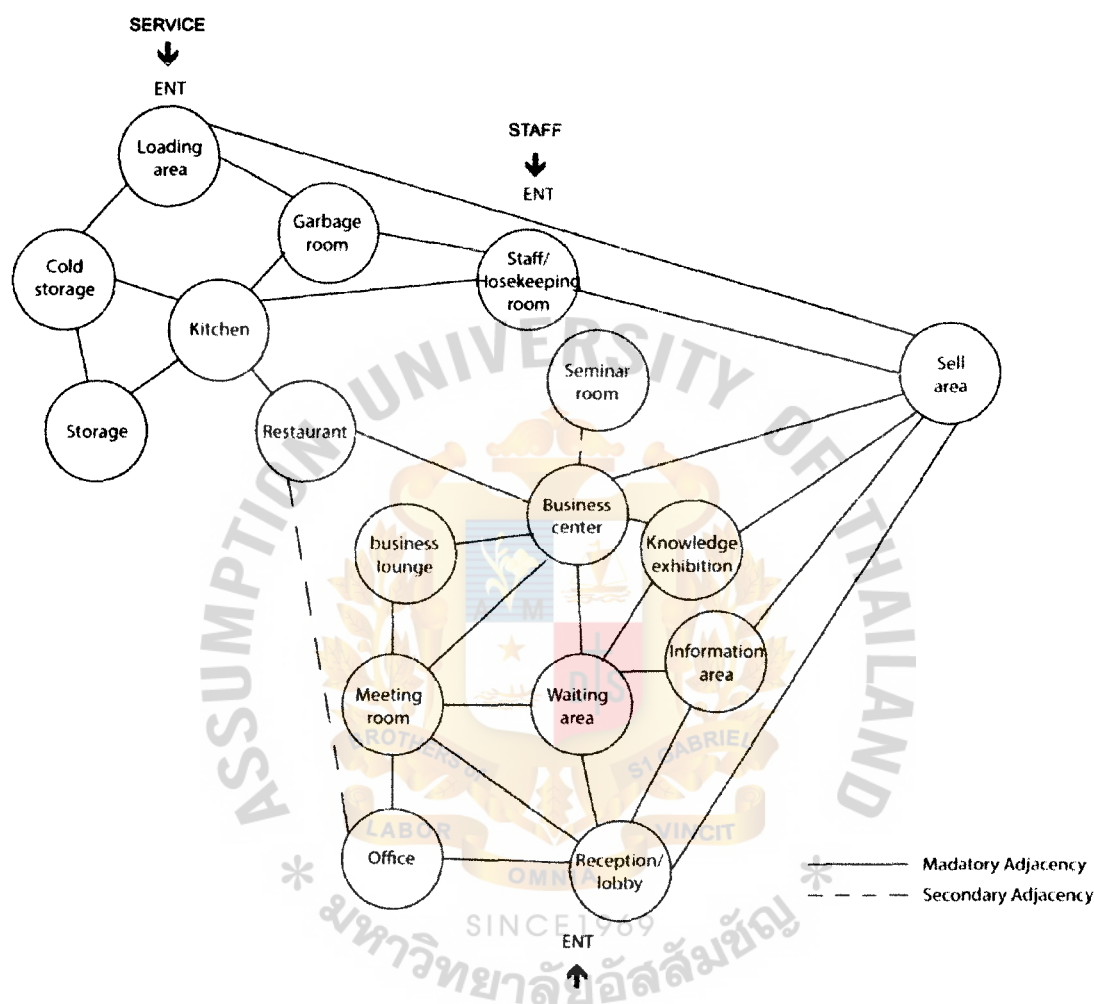 SERVICE
ENT
Loading
area
STAFF
ENT
Garbage
room
Staff/
Hosekeeping
room
Cold
storage
Kitchen
Sell
area
Seminar
room
Storage
Restaurant
Business
center
business
lounge
Knowledge
exhibition
Information
area
Meeting
room
Waiting
area
Office
Reception/
lobby
Madatory Adjacency
Secondary Adjacency
ENT
ASSUMPTION UNIVERSITY OF THAILAND
A M
D S
BROTHERS OF
ST GABRIEL
LABOR
VINCIT
OMNIA
SINCE 1969
มหาวิทยาลัยอัสสัมชัญ